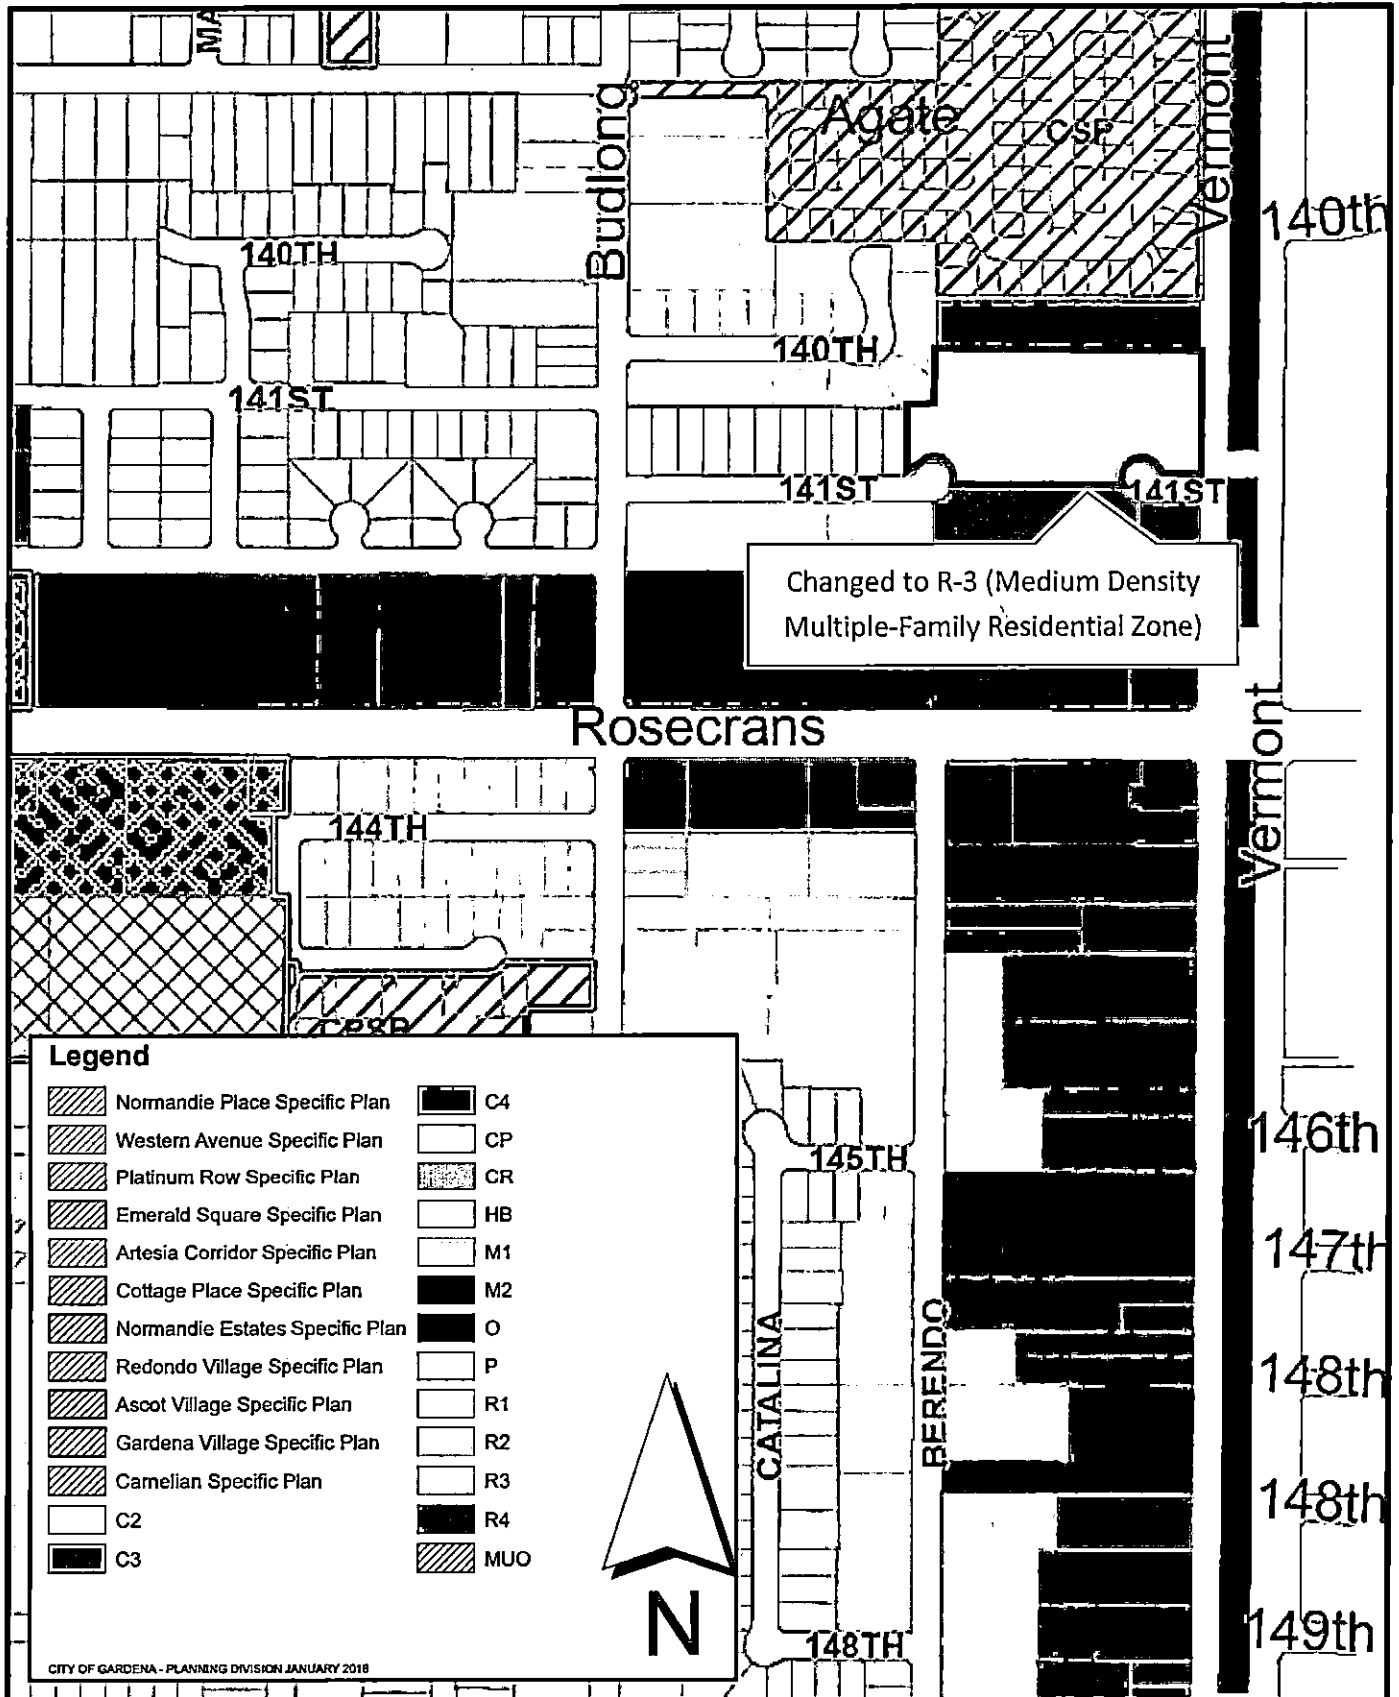 MA
Budlong
Agate
CSP
Vermont
140th
140TH
140TH
141ST
141ST
141ST
Changed to R-3 (Medium Density
Multiple-Family Residential Zone)
Rosecrans
Vermont
144TH
Legend
Normandie Place Specific Plan
Western Avenue Specific Plan
Platinum Row Specific Plan
Emerald Square Specific Plan
Artesia Corridor Specific Plan
Cottage Place Specific Plan
Normandie Estates Specific Plan
Redondo Village Specific Plan
Ascot Village Specific Plan
Gardena Village Specific Plan
Carnelian Specific Plan
C2
C3
C4
CP
CR
HB
M1
M2
O
P
R1
R2
R3
R4
MUO
N
CITY OF GARDENA - PLANNING DIVISION JANUARY 2018
145TH
146th
147th
CATALINA
BERENDO
148th
148th
148TH
149th